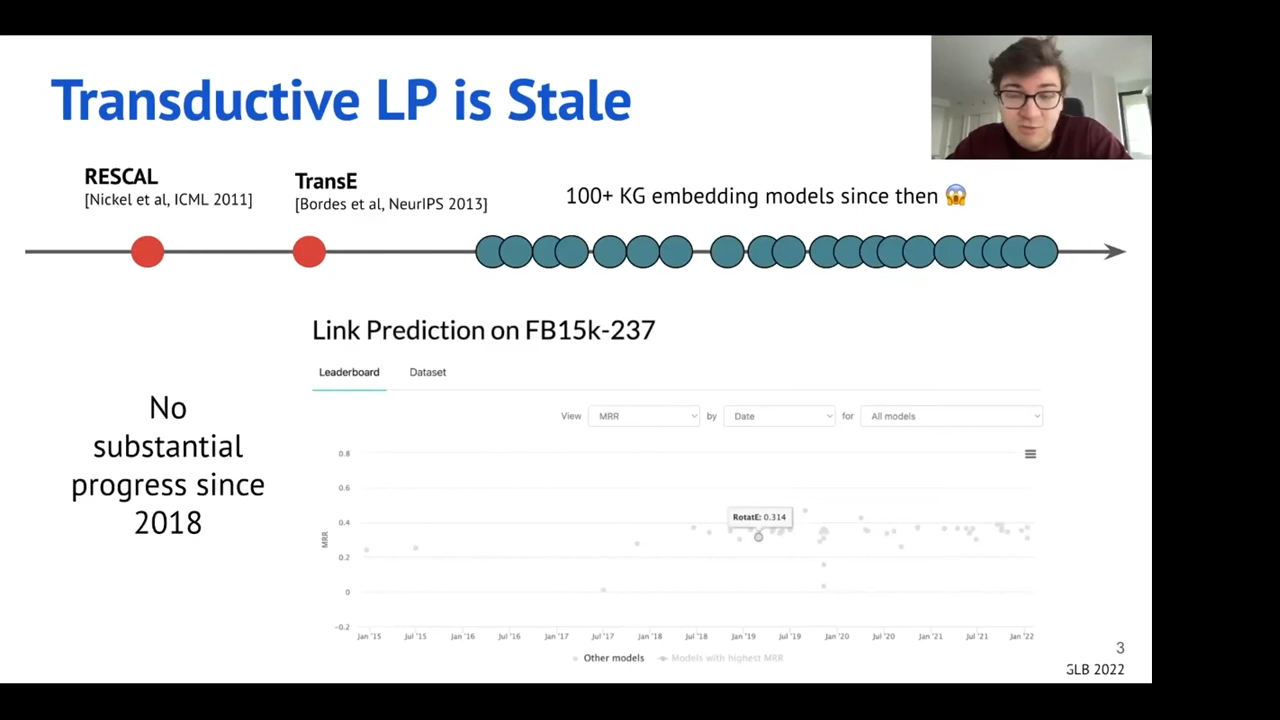 Transductive LP is Stale
RESCAL
[Nickel et al, ICML 2011]
TransE
[Bordes et al, NeurIPS 2013]
100+ KG embedding models since then 😱
Link Prediction on FB15k-237
Leaderboard Dataset
View MRR by Date for All models
No
substantial
progress since
2018
0.8
0.6
0.4
0.2
0
-0.2
MRR
RotatE: 0.314
Jan '15 Jul '15 Jan '16 Jul '16 Jan '17 Jul '17 Jan '18 Jul '18 Jan '19 Jul '19 Jan '20 Jul '20 Jan '21 Jul '21 Jan '22
Other models Models with highest MRR
3
GLB 2022